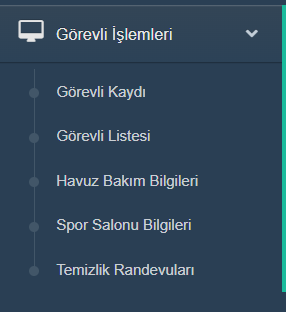 Görevli İşlemleri
Görevli Kaydı
Görevli Listesi
Havuz Bakım Bilgileri
Spor Salonu Bilgileri
Temizlik Randevuları